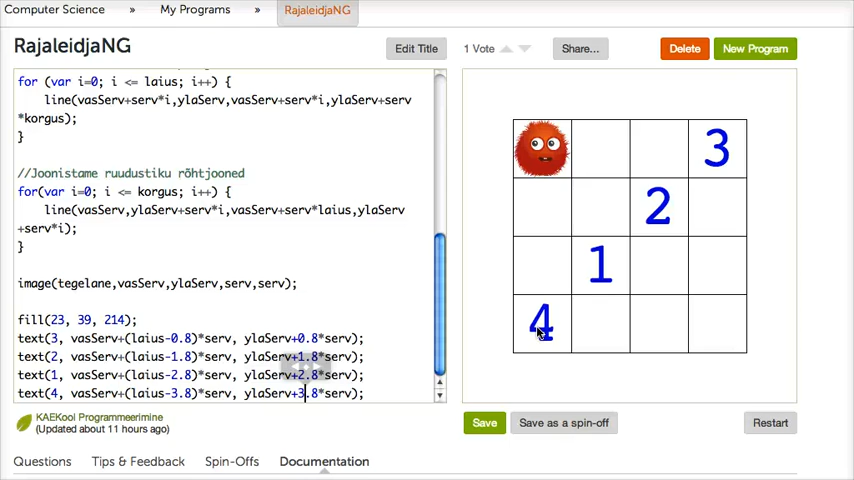 Computer Science » My Programs » RajaleidjaNG
RajaleidjaNG
Edit Title
1 Vote
Share...
Delete
New Program
for (var i=0; i <= laius; i++) {
line(vasServ+serv*i,ylaServ,vasServ+serv*i,ylaServ+serv
*korgus);
}
//Joonistame ruudustiku rõhtjooned
for(var i=0; i <= korgus; i++) {
line(vasServ,ylaServ+serv*i,vasServ+serv*laius,ylaServ
+serv*i);
}
image(tegelane,vasServ,ylaServ,serv,serv);
fill(23, 39, 214);
text(3, vasServ+(laius-0.8)*serv, ylaServ+0.8*serv);
text(2, vasServ+(laius-1.8)*serv, ylaServ+1.8*serv);
text(1, vasServ+(laius-2.8)*serv, ylaServ+2.8*serv);
text(4, vasServ+(laius-3.8)*serv, ylaServ+3.8*serv);
3
2
1
4
KAEKool Programmeerimine
(Updated about 11 hours ago)
Save
Save as a spin-off
Restart
Questions Tips & Feedback Spin-Offs Documentation